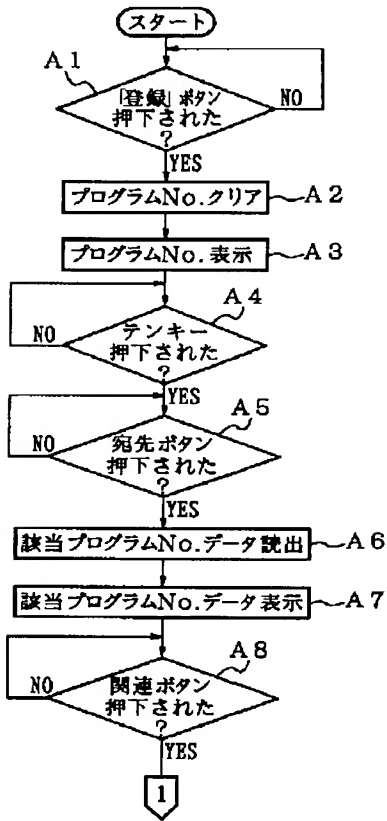 スタート
A1
「登録」ボタン
押下された
?
NO
YES
プログラムNo.クリア
A2
プログラムNo.表示
A3
A4
テンキー
押下された
?
NO
YES
A5
宛先ボタン
押下された
?
NO
YES
該当プログラムNo.データ読出
A6
該当プログラムNo.データ表示
A7
A8
関連ボタン
押下された
?
NO
YES
1